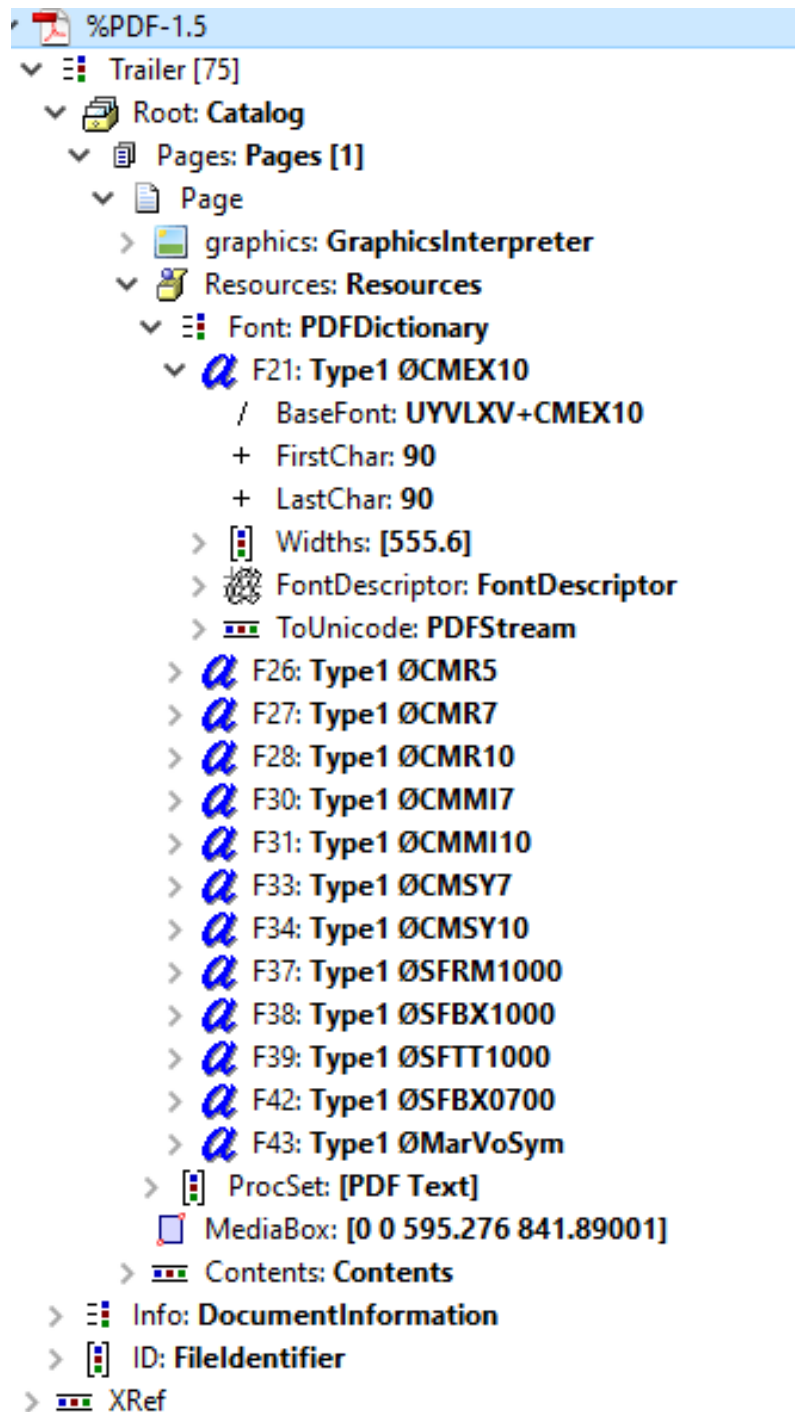 %PDF-1.5
Trailer [75]
Root: Catalog
Pages: Pages [1]
Page
graphics: GraphicsInterpreter
Resources: Resources
Font: PDFDictionary
F21: Type1 ØCMEX10
/ BaseFont: UYVLXV+CMEX10
+ FirstChar: 90
+ LastChar: 90
Widths: [555.6]
FontDescriptor: FontDescriptor
ToUnicode: PDFStream
F26: Type1 ØCMR5
F27: Type1 ØCMR7
F28: Type1 ØCMR10
F30: Type1 ØCMMI7
F31: Type1 ØCMMI10
F33: Type1 ØCMSY7
F34: Type1 ØCMSY10
F37: Type1 ØSFRM1000
F38: Type1 ØSFBX1000
F39: Type1 ØSFTT1000
F42: Type1 ØSFBX0700
F43: Type1 ØMarVoSym
ProcSet: [PDF Text]
MediaBox: [0 0 595.276 841.89001]
Contents: Contents
Info: DocumentInformation
ID: FileIdentifier
XRef